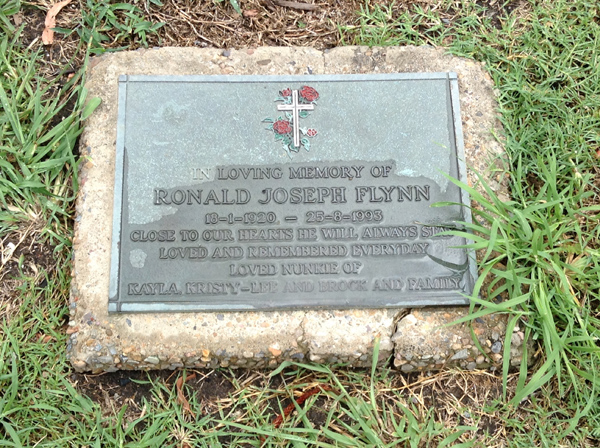 IN LOVING MEMORY OF
RONALD JOSEPH FLYNN
18-1-1920 — 25-8-1993
CLOSE TO OUR HEARTS HE WILL ALWAYS
LOVED AND REMEMBERED EVERYDAY
LOVED NUNKIE OF
KAYLA, KRISTY-LEE AND BROCK AND FAMILY